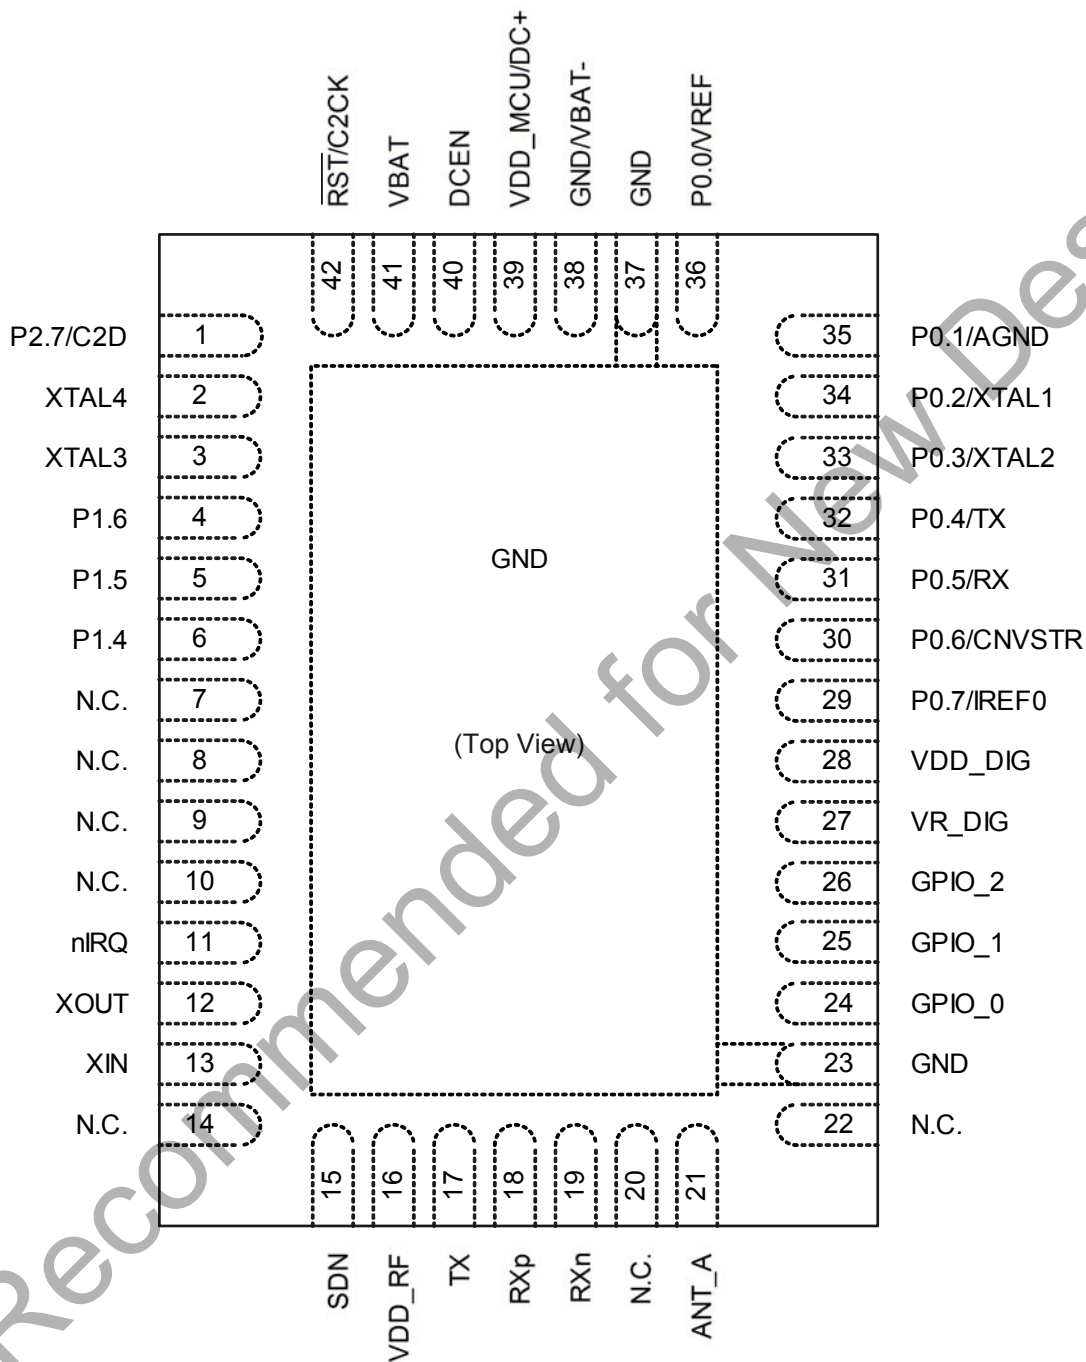 RST/C2CK
VBAT
DCEN
VDD_MCU/DC+
GND/VBAT-
GND
P0.0/VREF
42
41
40
39
38
37
36
P2.7/C2D 1
XTAL4 2
XTAL3 3
P1.6 4
P1.5 5
P1.4 6
N.C. 7
N.C. 8
N.C. 9
N.C. 10
nIRQ 11
XOUT 12
XIN 13
N.C. 14
GND
(Top View)
35 P0.1/AGND
34 P0.2/XTAL1
33 P0.3/XTAL2
32 P0.4/TX
31 P0.5/RX
30 P0.6/CNVSTR
29 P0.7/IREF0
28 VDD_DIG
27 VR_DIG
26 GPIO_2
25 GPIO_1
24 GPIO_0
23 GND
22 N.C.
15
16
17
18
19
20
21
SDN
VDD_RF
TX
RXp
RXn
N.C.
ANT_A
Recommended for New Des